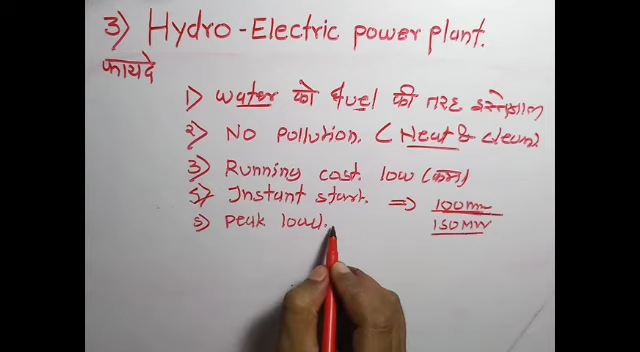 3) Hydro - Electric power plant.
फायदे
1) water को fuel की तरह इस्तेमाल
2) No Pollution. (Heat & clean)
3) Running cost low (कम)
4) Instant start. => 100MW
150MW
5) Peak load.